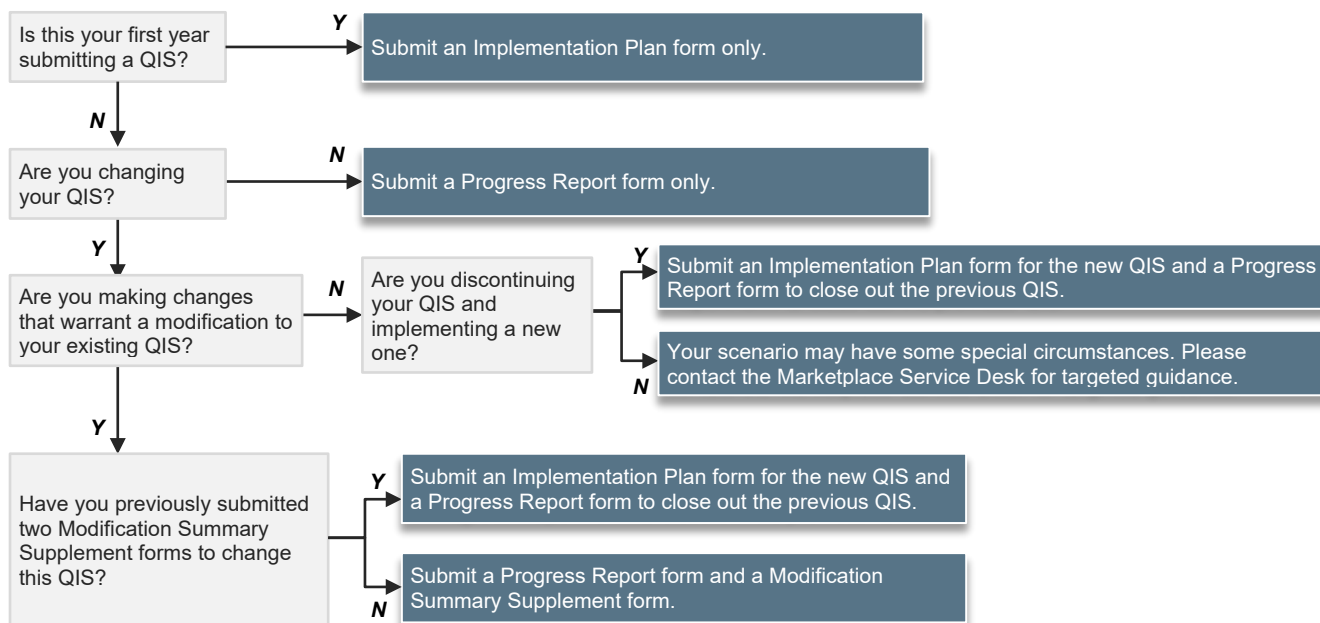 Is this your first year
submitting a QIS?
Y
Submit an Implementation Plan form only.
N
Are you changing
your QIS?
N
Submit a Progress Report form only.
Y
Are you making changes
that warrant a modification to
your existing QIS?
N
Are you discontinuing
your QIS and
implementing a new
one?
Y
Submit an Implementation Plan form for the new QIS and a Progress
Report form to close out the previous QIS.
N
Your scenario may have some special circumstances. Please
contact the Marketplace Service Desk for targeted guidance.
Y
Have you previously submitted
two Modification Summary
Supplement forms to change
this QIS?
Y
Submit an Implementation Plan form for the new QIS and
a Progress Report form to close out the previous QIS.
N
Submit a Progress Report form and a Modification
Summary Supplement form.